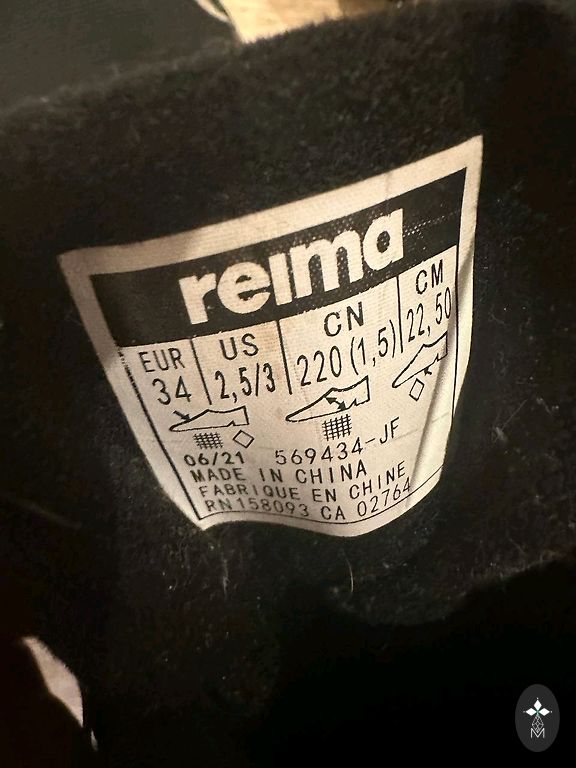 reima
EUR US CN CM
34 2,5/3 220(1,5) 22,50
06/21 569434-JF
MADE IN CHINA
FABRIQUE EN CHINE
RN158093 CA 02764
M